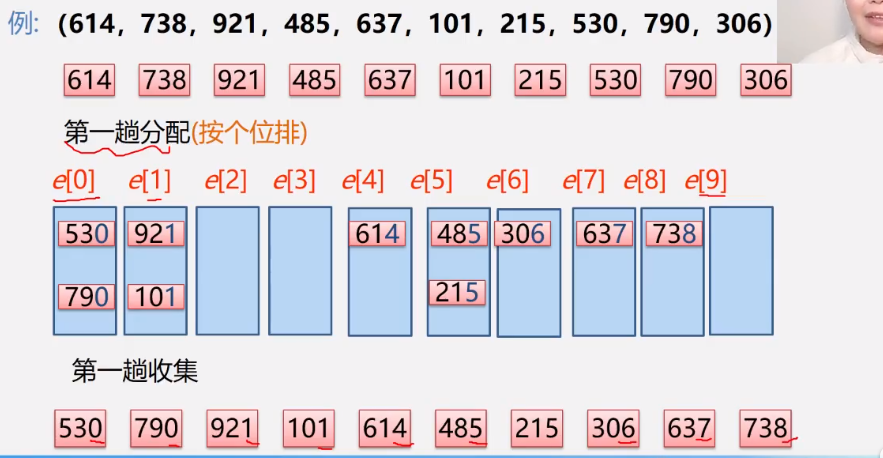 例: (614, 738, 921, 485, 637, 101, 215, 530, 790, 306)
614 738 921 485 637 101 215 530 790 306
第一趟分配(按个位排)
e[0] e[1] e[2] e[3] e[4] e[5] e[6] e[7] e[8] e[9]
530 921 614 485 306 637 738
790 101 215
第一趟收集
530 790 921 101 614 485 215 306 637 738